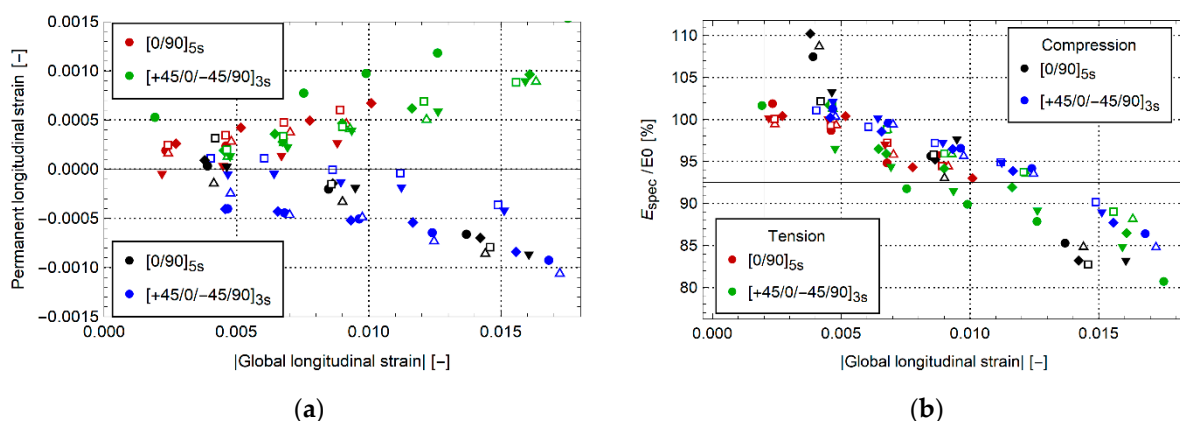 0.0015
0.0010
0.0005
0.0000
−0.0005
−0.0010
−0.0015
Permanent longitudinal strain [−]
[0/90]5s
[+45/0/−45/90]3s
[0/90]5s
[+45/0/−45/90]3s
0.000
0.005
0.010
0.015
|Global longitudinal strain| [−]
(a)
110
105
100
95
90
85
80
Espec /E0 [%]
Compression
[0/90]5s
[+45/0/−45/90]3s
Tension
[0/90]5s
[+45/0/−45/90]3s
0.000
0.005
0.010
0.015
|Global longitudinal strain| [−]
(b)